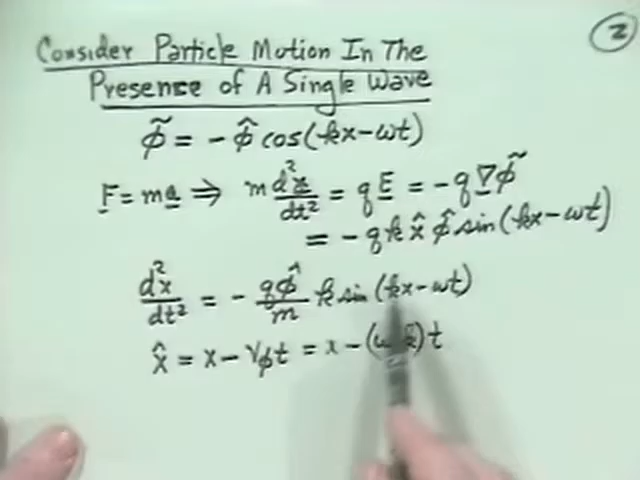 2
Consider Particle Motion In The
Presense of A Single Wave
φ̃ = - φ̂ cos(kx-ωt)
F = ma ⇒ m d²x/dt² = qE = -q∇φ̃
= -qk x̂ φ̂ sin(kx-ωt)
d²x/dt² = - qφ̂/m k sin(kx-ωt)
x̂ = x - vφt = x - (ω )t